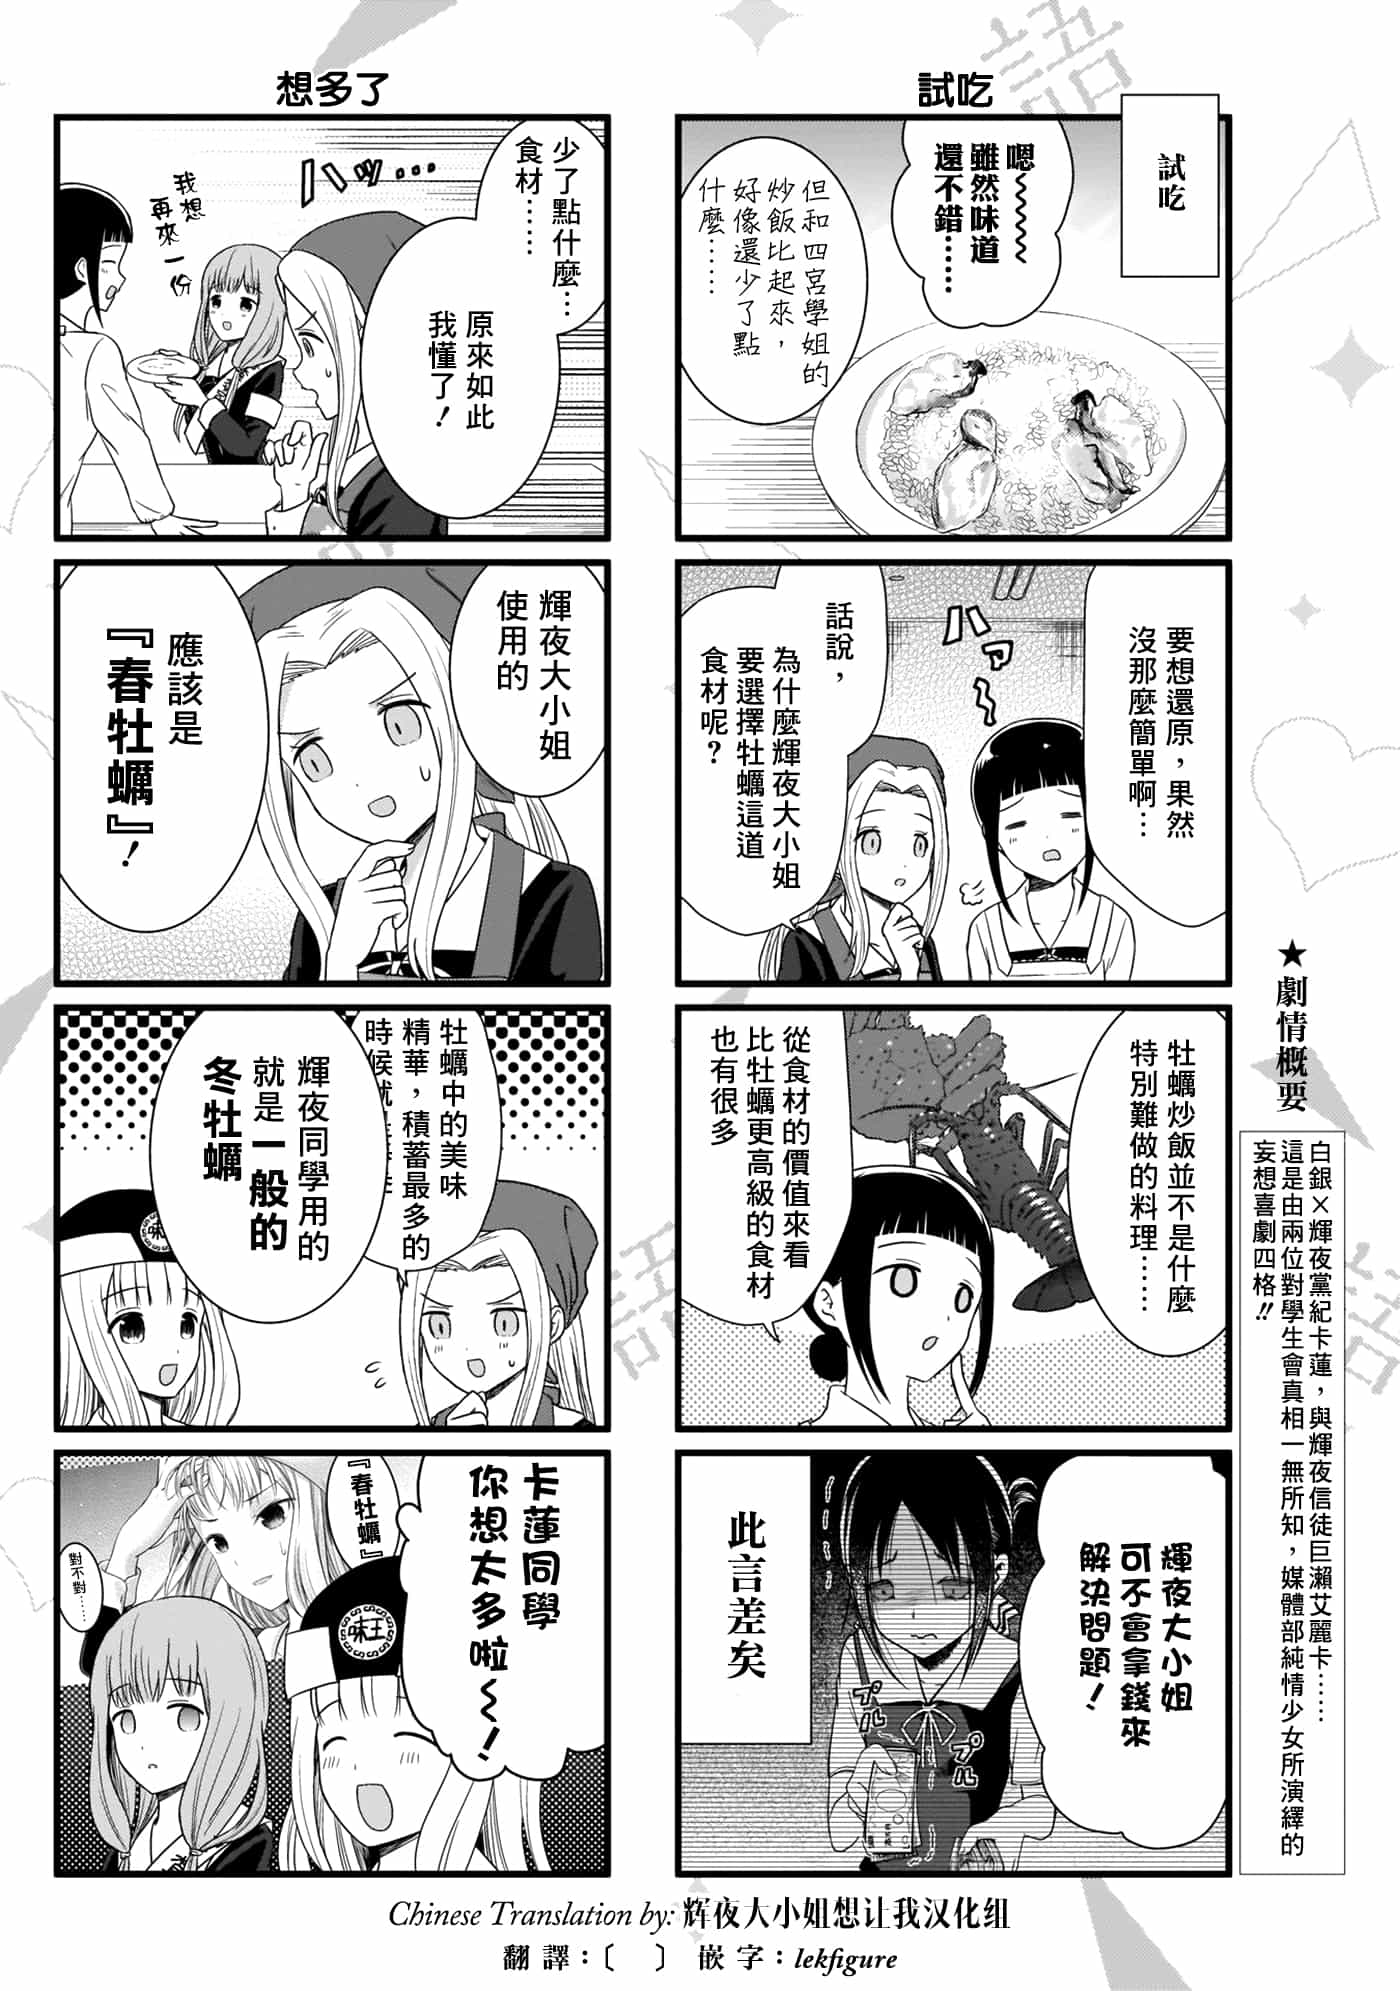 試吃
試吃
嗯～～～～
雖然味道
還不錯……
但和四宮學姐的
炒飯比起來，
好像還少了點
什麼……
要想還原，果然
沒那麼簡單啊…
ハァ～
話說，
為什麼輝夜大小姐
要選擇牡蠣這道
食材呢？
牡蠣炒飯並不是什麼
特別難做的料理……
從食材的價值來看
比牡蠣更高級的食材
也有很多
輝夜大小姐
可不會拿錢來
解決問題！
此言差矣
プル
プル
想多了
少了點什麼…
食材……
ハッ…
我想
再來一
份
原來如此
我懂了！
輝夜大小姐
使用的
應該是
『春牡蠣』！
牡蠣中的美味
精華，積蓄最多的
時候就
輝夜同學用的
就是一般的
冬牡蠣
味
卡蓮同學
你想太多啦～！
『春牡蠣』
對不對……
味王
★劇情概要
白銀×輝夜黨紀卡蓮，與輝夜信徒巨瀨艾麗卡……
這是由兩位對學生會真相一無所知，媒體部純情少女所演繹的
妄想喜劇四格！！
語
語
語
Chinese Translation by: 辉夜大小姐想让我汉化组
翻譯：〔　〕 嵌字：lekfigure